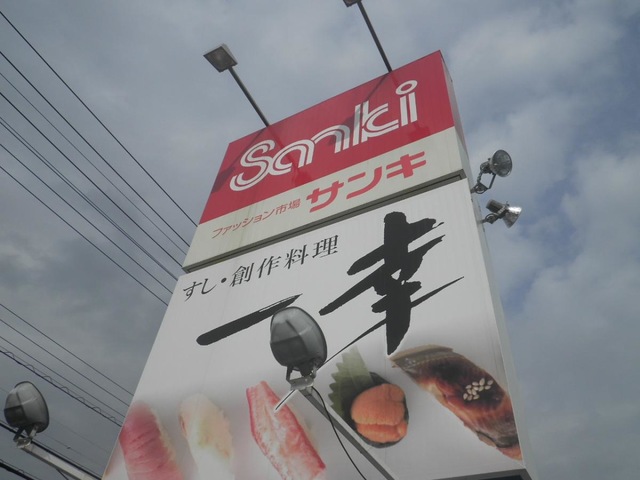 Sanki
ファッション市場 サンキ
すし・創作料理
一幸